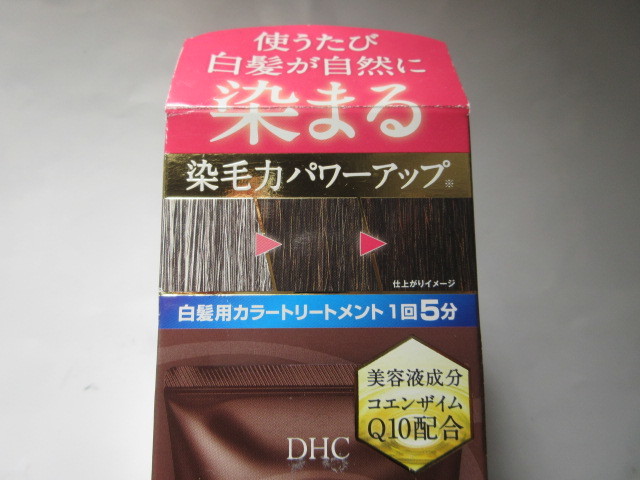 使うたび
白髪が自然に
染まる
染毛力パワーアップ※
仕上がりイメージ
白髪用カラートリートメント1回5分
美容液成分
コエンザイム
Q10配合
DHC